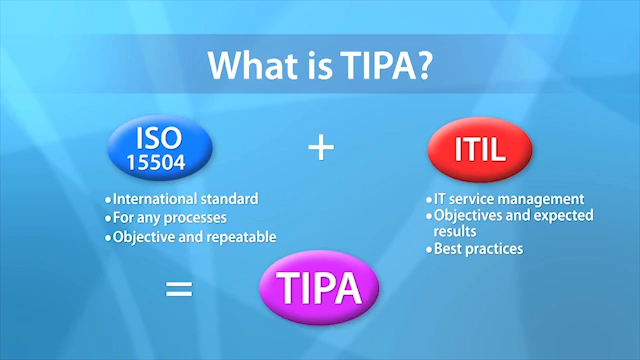 What is TIPA?
ISO
15504
+
ITIL
• International standard
• For any processes
• Objective and repeatable
• IT service management
• Objectives and expected
results
• Best practices
=
TIPA